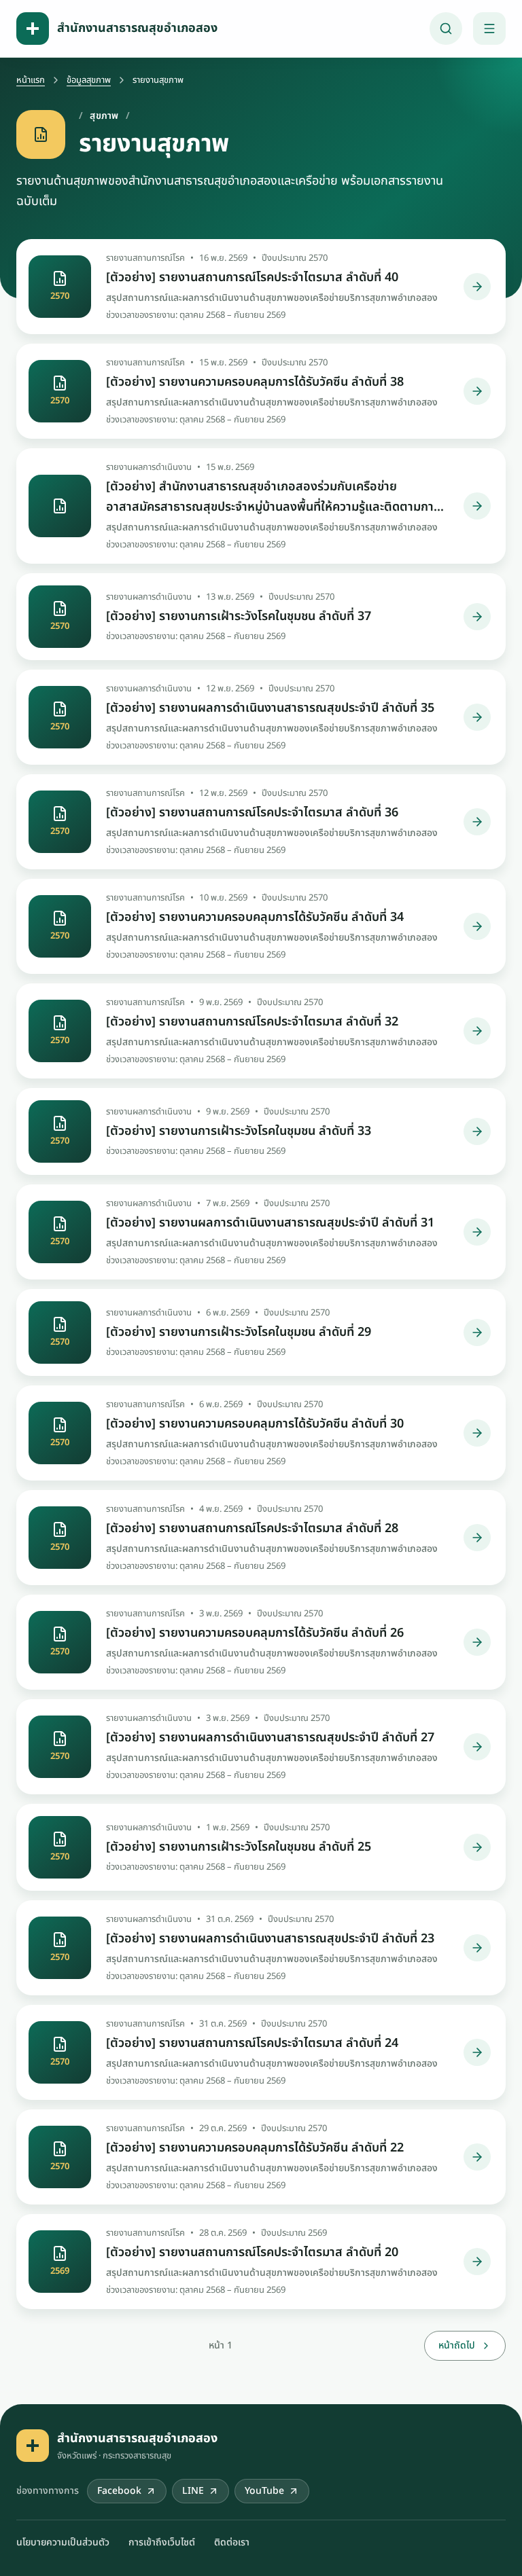 สำนักงานสาธารณสุขอำเภอสอง
หน้าแรก > ข้อมูลสุขภาพ > รายงานสุขภาพ
/ สุขภาพ /
รายงานสุขภาพ
รายงานด้านสุขภาพของสำนักงานสาธารณสุขอำเภอสองและเครือข่าย พร้อมเอกสารรายงาน
ฉบับเต็ม
รายงานสถานการณ์โรค • 16 พ.ย. 2569 • ปีงบประมาณ 2570
2570
[ตัวอย่าง] รายงานสถานการณ์โรคประจำไตรมาส ลำดับที่ 40
สรุปสถานการณ์และผลการดำเนินงานด้านสุขภาพของเครือข่ายบริการสุขภาพอำเภอสอง
ช่วงเวลาของรายงาน: ตุลาคม 2568 – กันยายน 2569
รายงานสถานการณ์โรค • 15 พ.ย. 2569 • ปีงบประมาณ 2570
2570
[ตัวอย่าง] รายงานความครอบคลุมการได้รับวัคซีน ลำดับที่ 38
สรุปสถานการณ์และผลการดำเนินงานด้านสุขภาพของเครือข่ายบริการสุขภาพอำเภอสอง
ช่วงเวลาของรายงาน: ตุลาคม 2568 – กันยายน 2569
รายงานผลการดำเนินงาน • 15 พ.ย. 2569
[ตัวอย่าง] สำนักงานสาธารณสุขอำเภอสองร่วมกับเครือข่าย
อาสาสมัครสาธารณสุขประจำหมู่บ้านลงพื้นที่ให้ความรู้และติดตามกา...
สรุปสถานการณ์และผลการดำเนินงานด้านสุขภาพของเครือข่ายบริการสุขภาพอำเภอสอง
ช่วงเวลาของรายงาน: ตุลาคม 2568 – กันยายน 2569
รายงานผลการดำเนินงาน • 13 พ.ย. 2569 • ปีงบประมาณ 2570
2570
[ตัวอย่าง] รายงานการเฝ้าระวังโรคในชุมชน ลำดับที่ 37
ช่วงเวลาของรายงาน: ตุลาคม 2568 – กันยายน 2569
รายงานผลการดำเนินงาน • 12 พ.ย. 2569 • ปีงบประมาณ 2570
2570
[ตัวอย่าง] รายงานผลการดำเนินงานสาธารณสุขประจำปี ลำดับที่ 35
สรุปสถานการณ์และผลการดำเนินงานด้านสุขภาพของเครือข่ายบริการสุขภาพอำเภอสอง
ช่วงเวลาของรายงาน: ตุลาคม 2568 – กันยายน 2569
รายงานสถานการณ์โรค • 12 พ.ย. 2569 • ปีงบประมาณ 2570
2570
[ตัวอย่าง] รายงานสถานการณ์โรคประจำไตรมาส ลำดับที่ 36
สรุปสถานการณ์และผลการดำเนินงานด้านสุขภาพของเครือข่ายบริการสุขภาพอำเภอสอง
ช่วงเวลาของรายงาน: ตุลาคม 2568 – กันยายน 2569
รายงานสถานการณ์โรค • 10 พ.ย. 2569 • ปีงบประมาณ 2570
2570
[ตัวอย่าง] รายงานความครอบคลุมการได้รับวัคซีน ลำดับที่ 34
สรุปสถานการณ์และผลการดำเนินงานด้านสุขภาพของเครือข่ายบริการสุขภาพอำเภอสอง
ช่วงเวลาของรายงาน: ตุลาคม 2568 – กันยายน 2569
รายงานสถานการณ์โรค • 9 พ.ย. 2569 • ปีงบประมาณ 2570
2570
[ตัวอย่าง] รายงานสถานการณ์โรคประจำไตรมาส ลำดับที่ 32
สรุปสถานการณ์และผลการดำเนินงานด้านสุขภาพของเครือข่ายบริการสุขภาพอำเภอสอง
ช่วงเวลาของรายงาน: ตุลาคม 2568 – กันยายน 2569
รายงานผลการดำเนินงาน • 9 พ.ย. 2569 • ปีงบประมาณ 2570
2570
[ตัวอย่าง] รายงานการเฝ้าระวังโรคในชุมชน ลำดับที่ 33
ช่วงเวลาของรายงาน: ตุลาคม 2568 – กันยายน 2569
รายงานผลการดำเนินงาน • 7 พ.ย. 2569 • ปีงบประมาณ 2570
2570
[ตัวอย่าง] รายงานผลการดำเนินงานสาธารณสุขประจำปี ลำดับที่ 31
สรุปสถานการณ์และผลการดำเนินงานด้านสุขภาพของเครือข่ายบริการสุขภาพอำเภอสอง
ช่วงเวลาของรายงาน: ตุลาคม 2568 – กันยายน 2569
รายงานผลการดำเนินงาน • 6 พ.ย. 2569 • ปีงบประมาณ 2570
2570
[ตัวอย่าง] รายงานการเฝ้าระวังโรคในชุมชน ลำดับที่ 29
ช่วงเวลาของรายงาน: ตุลาคม 2568 – กันยายน 2569
รายงานสถานการณ์โรค • 6 พ.ย. 2569 • ปีงบประมาณ 2570
2570
[ตัวอย่าง] รายงานความครอบคลุมการได้รับวัคซีน ลำดับที่ 30
สรุปสถานการณ์และผลการดำเนินงานด้านสุขภาพของเครือข่ายบริการสุขภาพอำเภอสอง
ช่วงเวลาของรายงาน: ตุลาคม 2568 – กันยายน 2569
รายงานสถานการณ์โรค • 4 พ.ย. 2569 • ปีงบประมาณ 2570
2570
[ตัวอย่าง] รายงานสถานการณ์โรคประจำไตรมาส ลำดับที่ 28
สรุปสถานการณ์และผลการดำเนินงานด้านสุขภาพของเครือข่ายบริการสุขภาพอำเภอสอง
ช่วงเวลาของรายงาน: ตุลาคม 2568 – กันยายน 2569
รายงานสถานการณ์โรค • 3 พ.ย. 2569 • ปีงบประมาณ 2570
2570
[ตัวอย่าง] รายงานความครอบคลุมการได้รับวัคซีน ลำดับที่ 26
สรุปสถานการณ์และผลการดำเนินงานด้านสุขภาพของเครือข่ายบริการสุขภาพอำเภอสอง
ช่วงเวลาของรายงาน: ตุลาคม 2568 – กันยายน 2569
รายงานผลการดำเนินงาน • 3 พ.ย. 2569 • ปีงบประมาณ 2570
2570
[ตัวอย่าง] รายงานผลการดำเนินงานสาธารณสุขประจำปี ลำดับที่ 27
สรุปสถานการณ์และผลการดำเนินงานด้านสุขภาพของเครือข่ายบริการสุขภาพอำเภอสอง
ช่วงเวลาของรายงาน: ตุลาคม 2568 – กันยายน 2569
รายงานผลการดำเนินงาน • 1 พ.ย. 2569 • ปีงบประมาณ 2570
2570
[ตัวอย่าง] รายงานการเฝ้าระวังโรคในชุมชน ลำดับที่ 25
ช่วงเวลาของรายงาน: ตุลาคม 2568 – กันยายน 2569
รายงานผลการดำเนินงาน • 31 ต.ค. 2569 • ปีงบประมาณ 2570
2570
[ตัวอย่าง] รายงานผลการดำเนินงานสาธารณสุขประจำปี ลำดับที่ 23
สรุปสถานการณ์และผลการดำเนินงานด้านสุขภาพของเครือข่ายบริการสุขภาพอำเภอสอง
ช่วงเวลาของรายงาน: ตุลาคม 2568 – กันยายน 2569
รายงานสถานการณ์โรค • 31 ต.ค. 2569 • ปีงบประมาณ 2570
2570
[ตัวอย่าง] รายงานสถานการณ์โรคประจำไตรมาส ลำดับที่ 24
สรุปสถานการณ์และผลการดำเนินงานด้านสุขภาพของเครือข่ายบริการสุขภาพอำเภอสอง
ช่วงเวลาของรายงาน: ตุลาคม 2568 – กันยายน 2569
รายงานสถานการณ์โรค • 29 ต.ค. 2569 • ปีงบประมาณ 2570
2570
[ตัวอย่าง] รายงานความครอบคลุมการได้รับวัคซีน ลำดับที่ 22
สรุปสถานการณ์และผลการดำเนินงานด้านสุขภาพของเครือข่ายบริการสุขภาพอำเภอสอง
ช่วงเวลาของรายงาน: ตุลาคม 2568 – กันยายน 2569
รายงานสถานการณ์โรค • 28 ต.ค. 2569 • ปีงบประมาณ 2569
2569
[ตัวอย่าง] รายงานสถานการณ์โรคประจำไตรมาส ลำดับที่ 20
สรุปสถานการณ์และผลการดำเนินงานด้านสุขภาพของเครือข่ายบริการสุขภาพอำเภอสอง
ช่วงเวลาของรายงาน: ตุลาคม 2568 – กันยายน 2569
หน้า 1
หน้าถัดไป
สำนักงานสาธารณสุขอำเภอสอง
จังหวัดแพร่ · กระทรวงสาธารณสุข
ช่องทางทางการ Facebook LINE YouTube
นโยบายความเป็นส่วนตัว การเข้าถึงเว็บไซต์ ติดต่อเรา